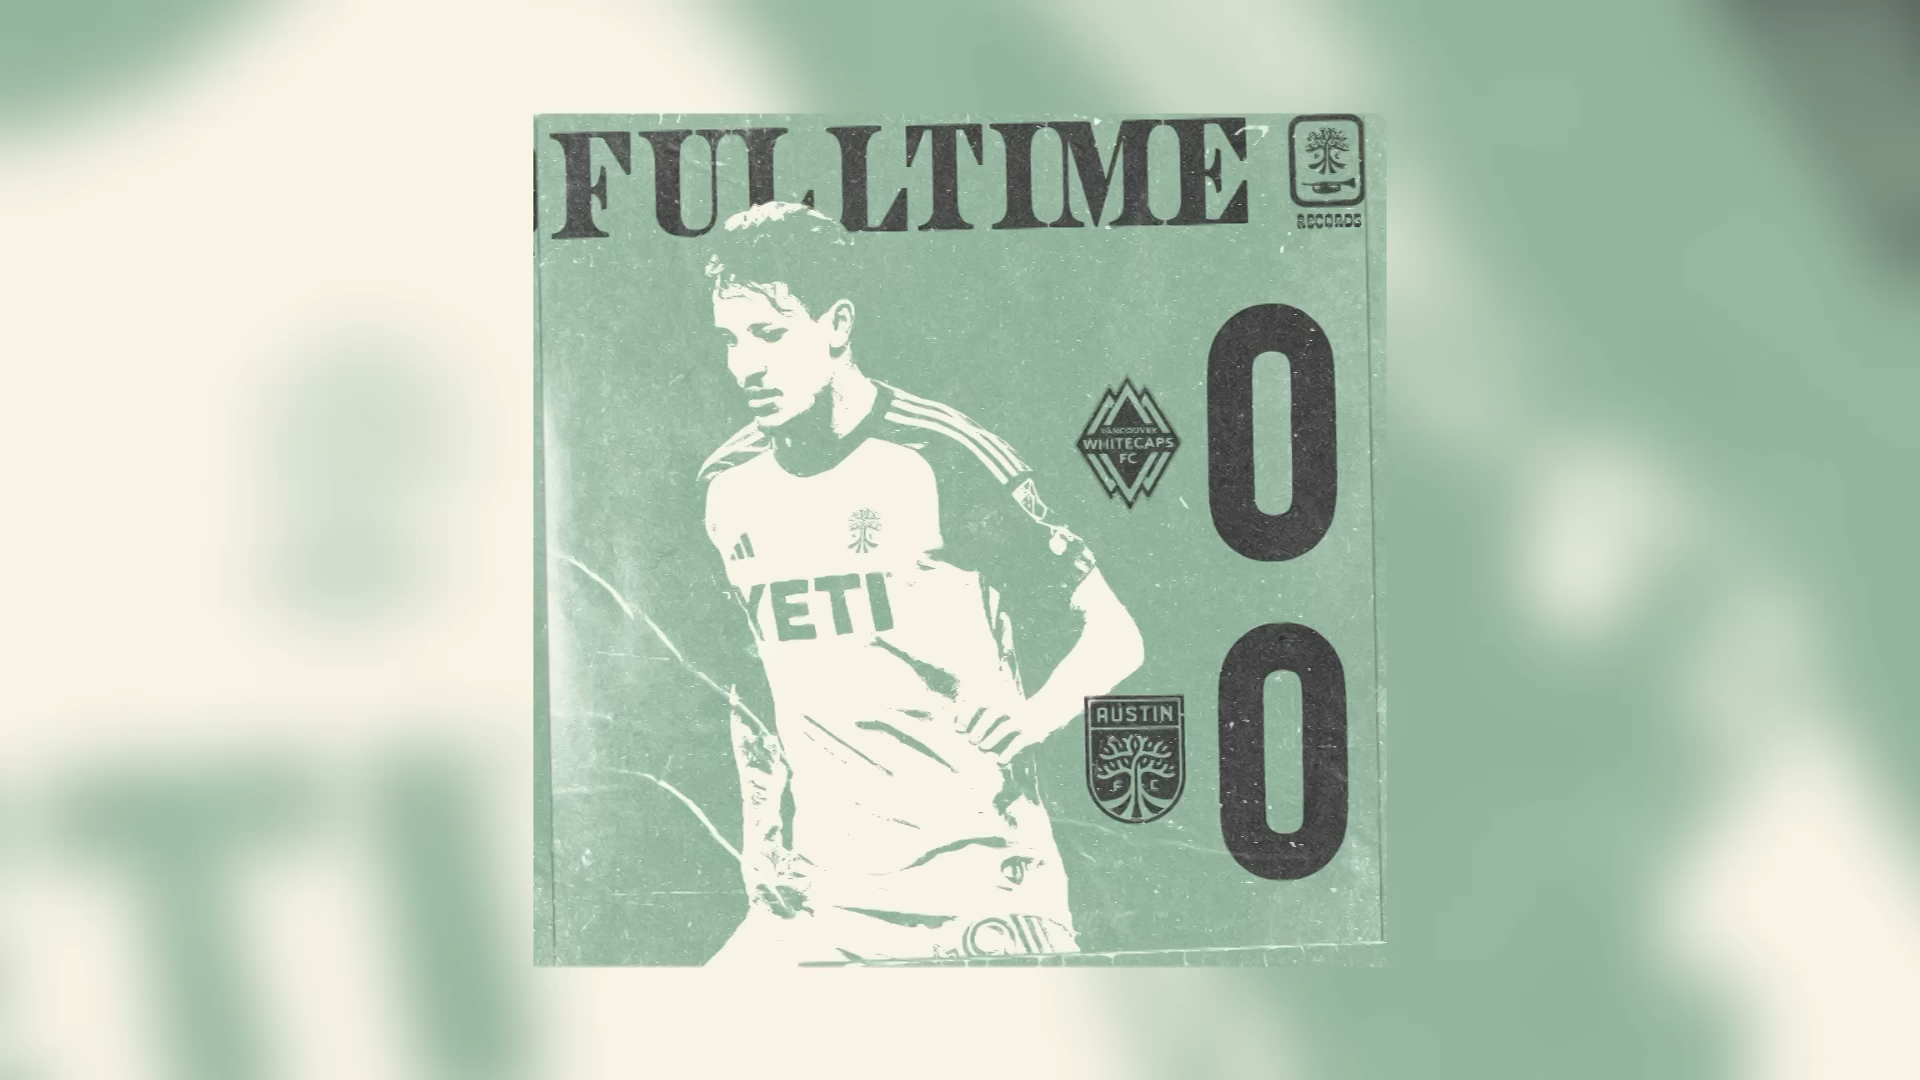 FULLTIME
RECORDS
VANCOUVER
WHITECAPS
FC
0
YETI
AUSTIN
F C
0